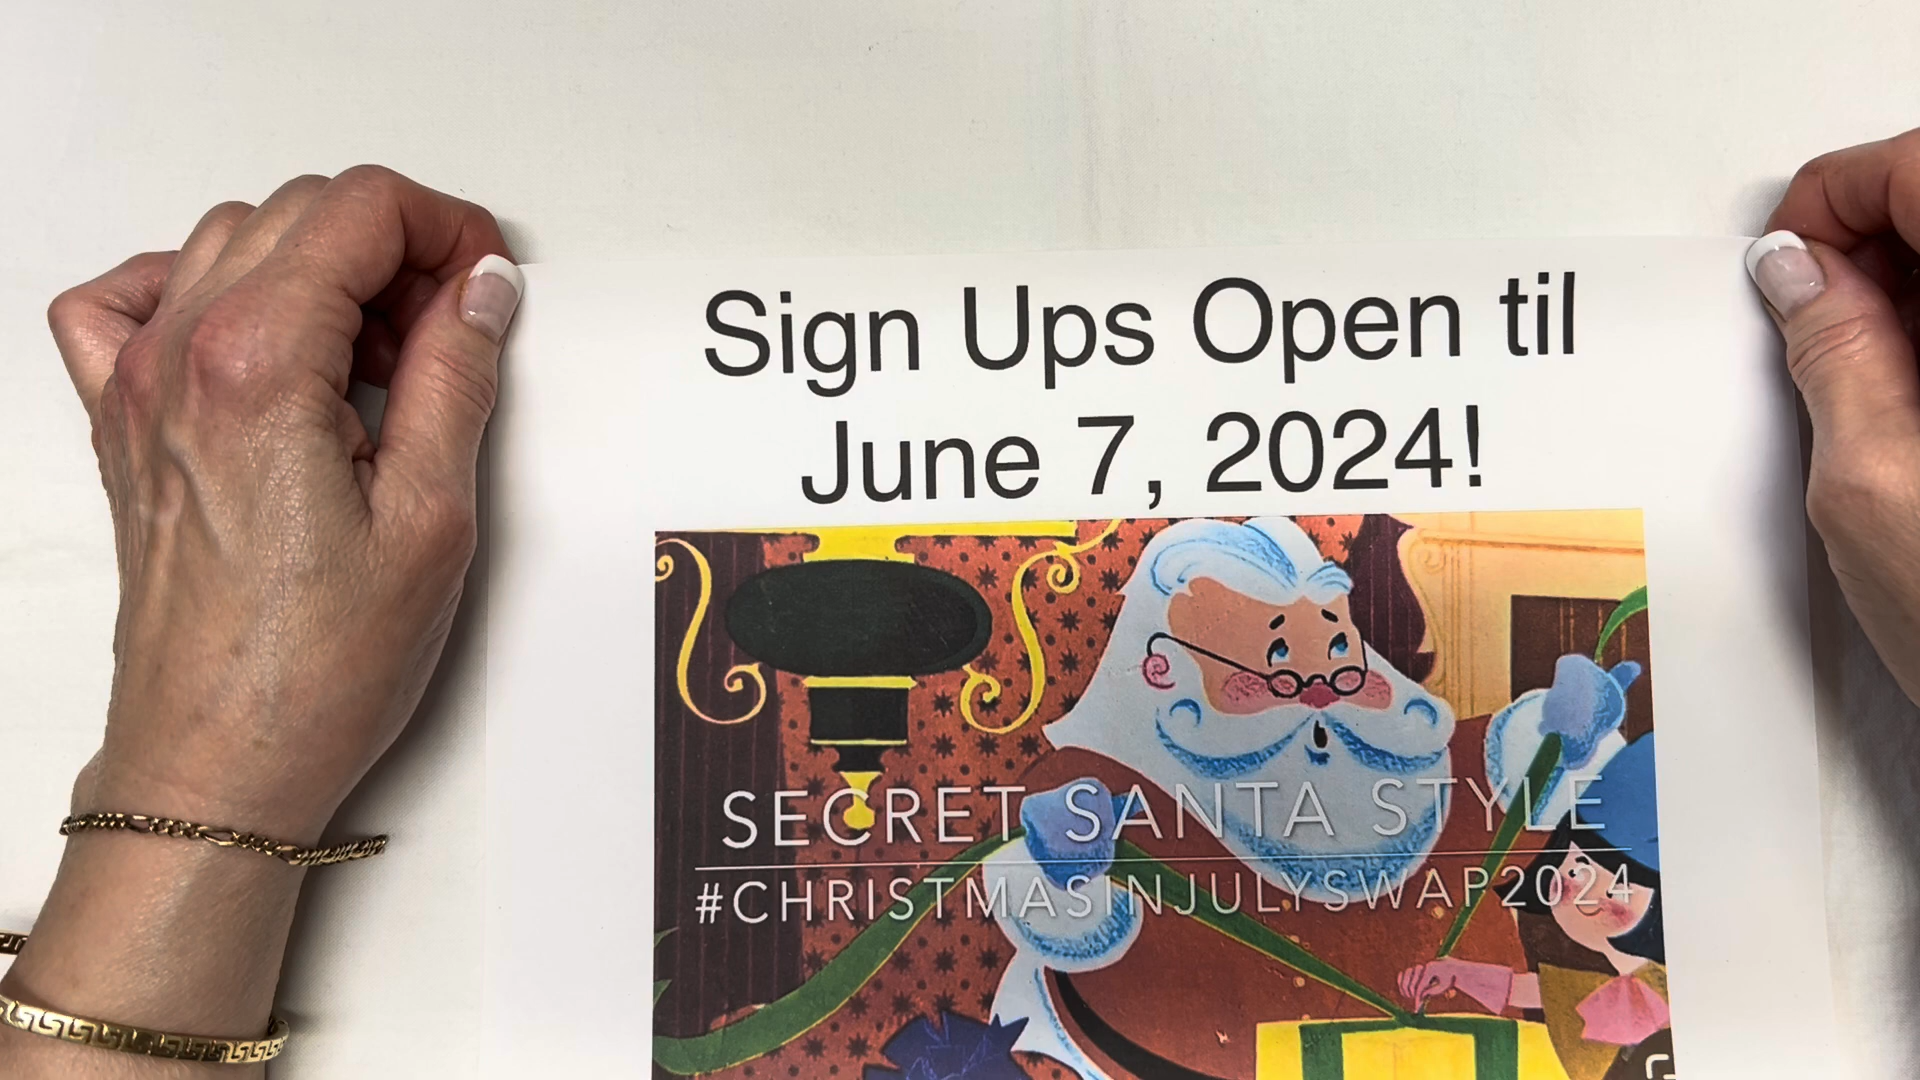 Sign Ups Open til
June 7, 2024!
SECRET SANTA STYLE
#CHRISTMASINJULYSWAP2024